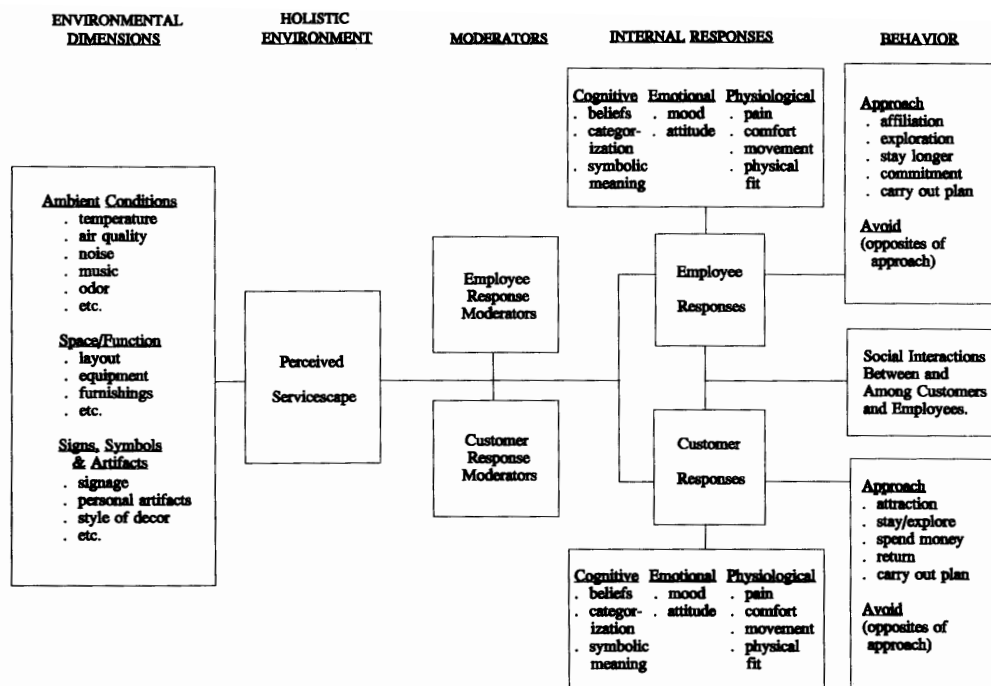 ENVIRONMENTAL
DIMENSIONS
HOLISTIC
ENVIRONMENT
MODERATORS
INTERNAL RESPONSES
BEHAVIOR
Ambient Conditions
. temperature
. air quality
. noise
. music
. odor
. etc.
Space/Function
. layout
. equipment
. furnishings
. etc.
Signs, Symbols
& Artifacts
. signage
. personal artifacts
. style of decor
. etc.
Perceived
Servicescape
Employee
Response
Moderators
Customer
Response
Moderators
Cognitive Emotional Physiological
. beliefs . mood . pain
. categor- . attitude . comfort
ization . movement
. symbolic . physical
meaning fit
Employee
Responses
Customer
Responses
Cognitive Emotional Physiological
. beliefs . mood . pain
. categor- . attitude . comfort
ization . movement
. symbolic . physical
meaning fit
Approach
. affiliation
. exploration
. stay longer
. commitment
. carry out plan
Avoid
(opposites of
approach)
Social Interactions
Between and
Among Customers
and Employees.
Approach
. attraction
. stay/explore
. spend money
. return
. carry out plan
Avoid
(opposites of
approach)